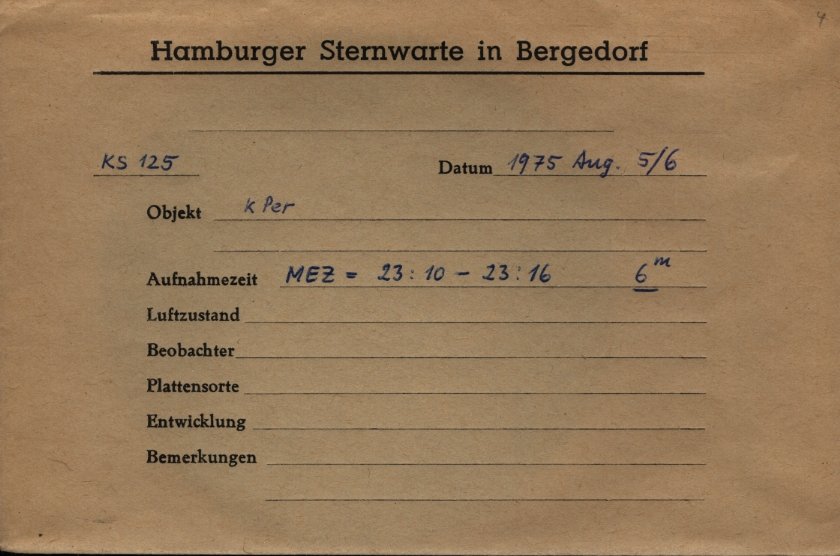 4
Hamburger Sternwarte in Bergedorf
KS 125 Datum 1975 Aug. 5/6
Objekt κ Per
Aufnahmezeit MEZ = 23:10 - 23:16 6ᵐ
Luftzustand
Beobachter
Plattensorte
Entwicklung
Bemerkungen